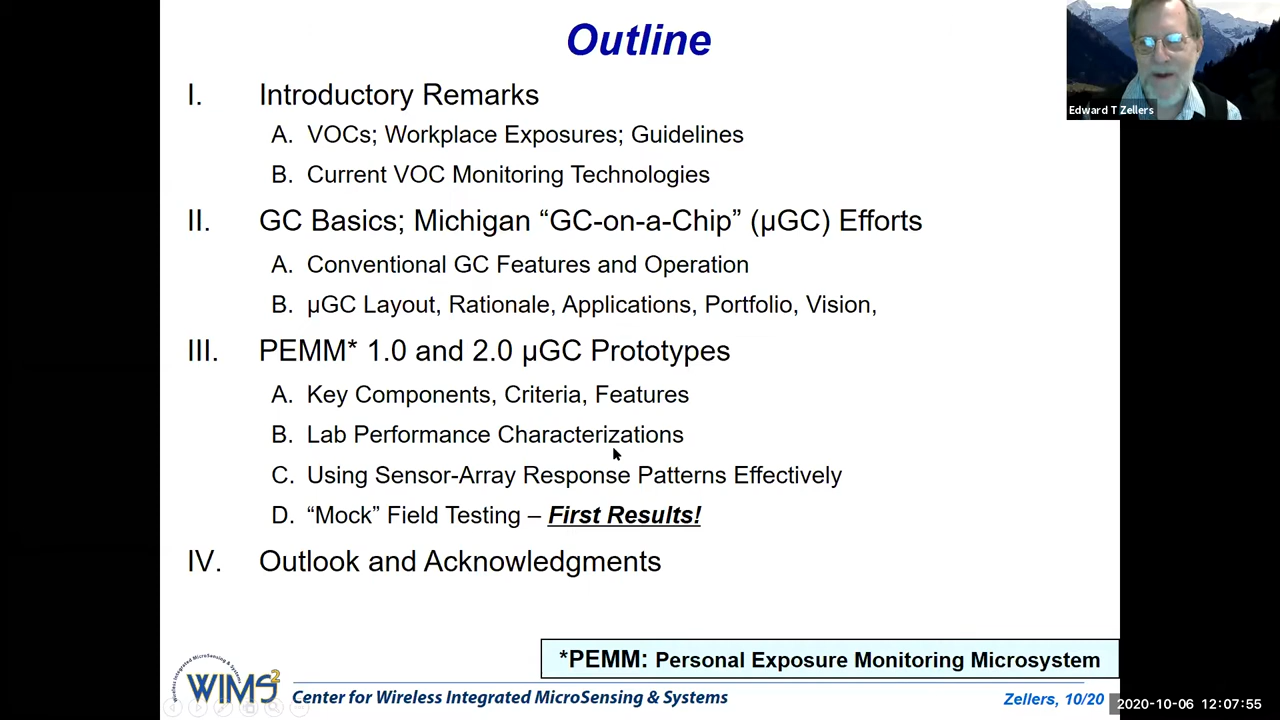 Outline
I. Introductory Remarks
A. VOCs; Workplace Exposures; Guidelines
B. Current VOC Monitoring Technologies
II. GC Basics; Michigan “GC-on-a-Chip” (µGC) Efforts
A. Conventional GC Features and Operation
B. µGC Layout, Rationale, Applications, Portfolio, Vision,
III. PEMM* 1.0 and 2.0 µGC Prototypes
A. Key Components, Criteria, Features
B. Lab Performance Characterizations
C. Using Sensor-Array Response Patterns Effectively
D. “Mock” Field Testing – First Results!
IV. Outlook and Acknowledgments
*PEMM: Personal Exposure Monitoring Microsystem
Wireless Integrated MicroSensing & Systems
WIMS2
Center for Wireless Integrated MicroSensing & Systems
Zellers, 10/20
Edward T Zellers
2020-10-06 12:07:55